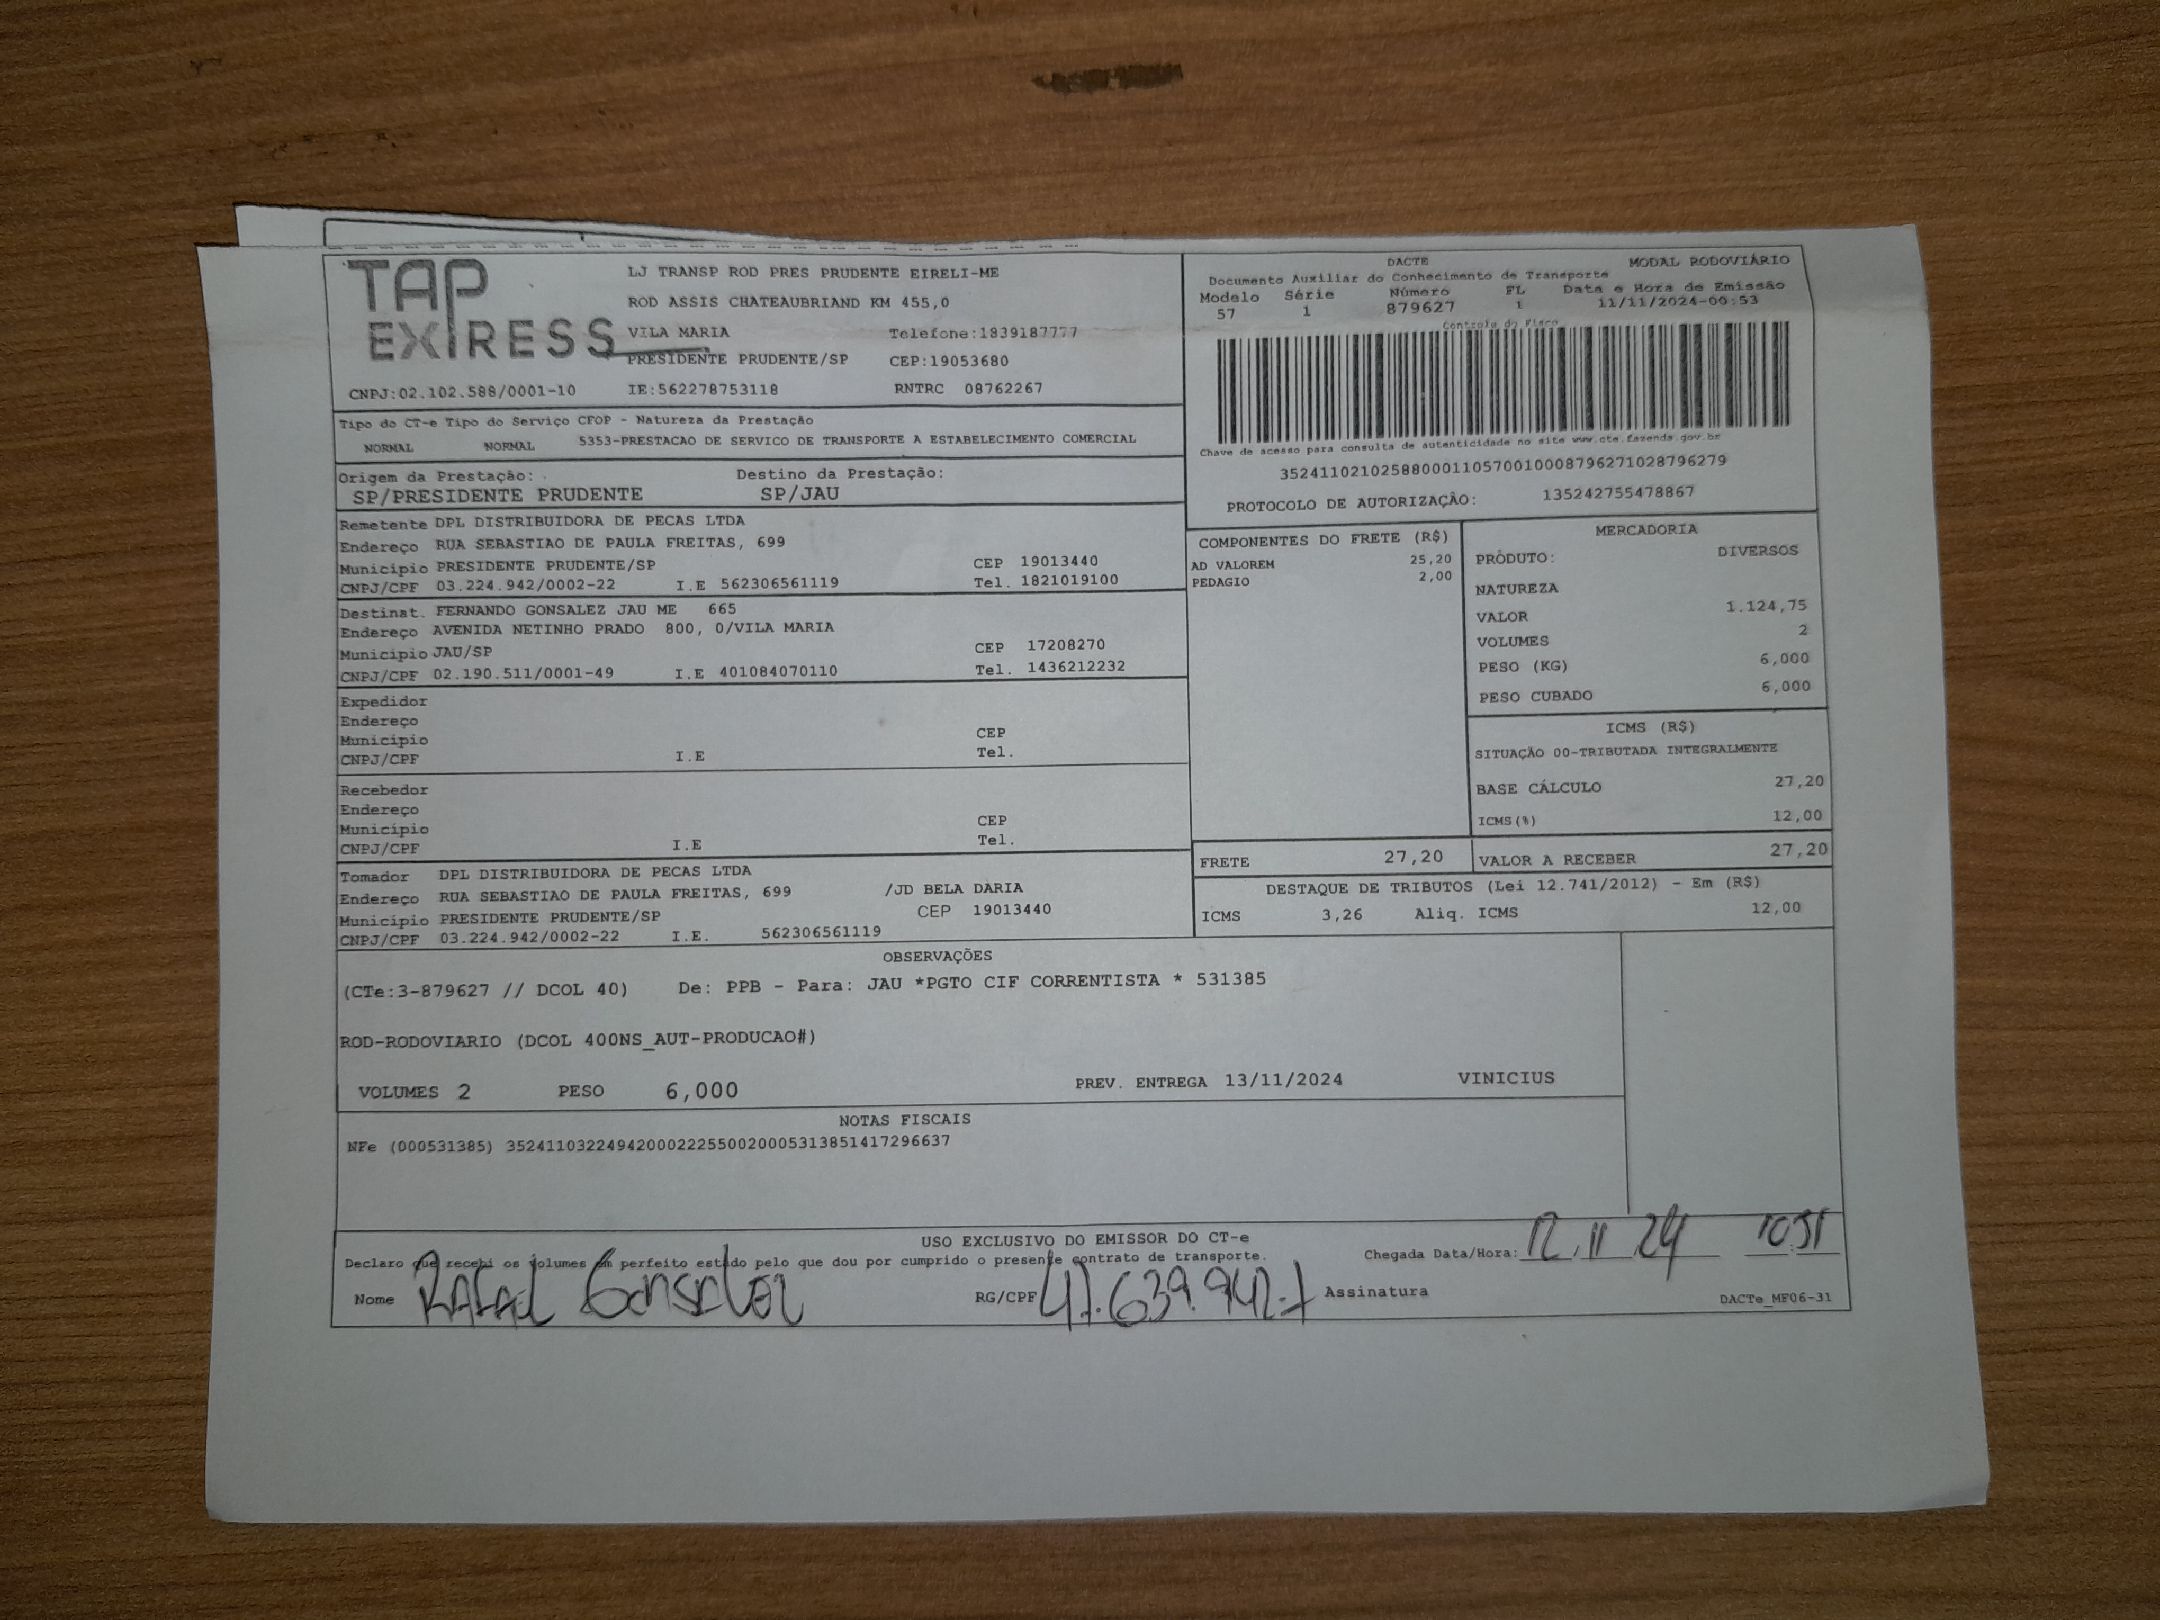 TAP
EXPRESS
LJ TRANSP ROD PRES PRUDENTE EIRELI-ME
ROD ASSIS CHATEAUBRIAND KM 455,0
VILA MARIA Telefone:1839187777
PRESIDENTE PRUDENTE/SP CEP:19053680
CNPJ:02.102.588/0001-10 IE:562278753118 RNTRC 08762267
DACTE MODAL RODOVIÁRIO
Documento Auxiliar do Conhecimento de Transporte
Modelo Série Número FL Data e Hora de Emissão
57 1 879627 1 11/11/2024-00:53
Controle do Fisco
Chave de acesso para consulta de autenticidade no site www.cte.fazenda.gov.br
35241102102588000110570010008796271028796279
PROTOCOLO DE AUTORIZAÇÂO: 135242755478867
Tipo do CT-e Tipo do Serviço CFOP - Natureza da Prestação
NORMAL NORMAL 5353-PRESTACAO DE SERVICO DE TRANSPORTE A ESTABELECIMENTO COMERCIAL
Origem da Prestação: Destino da Prestação:
SP/PRESIDENTE PRUDENTE SP/JAU
Remetente DPL DISTRIBUIDORA DE PECAS LTDA
Endereço RUA SEBASTIAO DE PAULA FREITAS, 699
Município PRESIDENTE PRUDENTE/SP CEP 19013440
CNPJ/CPF 03.224.942/0002-22 I.E 562306561119 Tel. 1821019100
Destinat. FERNANDO GONSALEZ JAU ME 665
Endereço AVENIDA NETINHO PRADO 800, 0/VILA MARIA
Município JAU/SP CEP 17208270
CNPJ/CPF 02.190.511/0001-49 I.E 401084070110 Tel. 1436212232
Expedidor
Endereço
Município CEP
CNPJ/CPF I.E Tel.
Recebedor
Endereço
Município CEP
CNPJ/CPF I.E Tel.
Tomador DPL DISTRIBUIDORA DE PECAS LTDA
Endereço RUA SEBASTIAO DE PAULA FREITAS, 699 /JD BELA DARIA
Município PRESIDENTE PRUDENTE/SP CEP 19013440
CNPJ/CPF 03.224.942/0002-22 I.E. 562306561119
COMPONENTES DO FRETE (R$)
AD VALOREM 25,20
PEDAGIO 2,00
MERCADORIA
PRODUTO: DIVERSOS
NATUREZA
VALOR 1.124,75
VOLUMES 2
PESO (KG) 6,000
PESO CUBADO 6,000
ICMS (R$)
SITUAÇÃO 00-TRIBUTADA INTEGRALMENTE
BASE CÁLCULO 27,20
ICMS(%) 12,00
FRETE 27,20 VALOR A RECEBER 27,20
DESTAQUE DE TRIBUTOS (Lei 12.741/2012) - Em (R$)
ICMS 3,26 Aliq. ICMS 12,00
OBSERVAÇÕES
(CTe:3-879627 // DCOL 40) De: PPB - Para: JAU *PGTO CIF CORRENTISTA * 531385
ROD-RODOVIARIO (DCOL 400NS_AUT-PRODUCAO#)
VOLUMES 2 PESO 6,000 PREV. ENTREGA 13/11/2024 VINICIUS
NOTAS FISCAIS
NFe (000531385) 35241103224942000222550020005313851417296637
USO EXCLUSIVO DO EMISSOR DO CT-e
Declaro que recebi os volumes em perfeito estado pelo que dou por cumprido o presente contrato de transporte. Chegada Data/Hora: 12.11 24 10:51
Nome Rafael Gonsalez RG/CPF 47.639.942-7 Assinatura DACTe_MF06-31